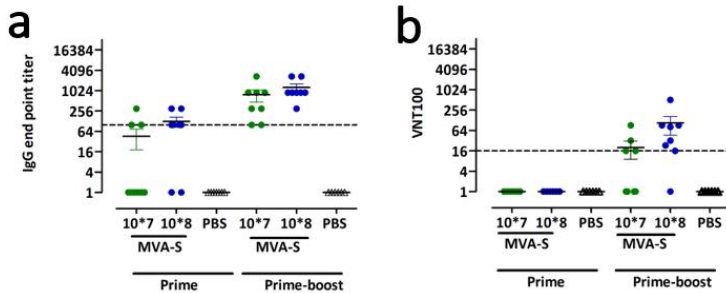 a
IgG end point titer
16384
4096
1024
256
64
16
4
1
10*7 10*8 PBS 10*7 10*8 PBS
MVA-S MVA-S
Prime Prime-boost
b
VNT100
16384
4096
1024
256
64
16
4
1
10*7 10*8 PBS 10*7 10*8 PBS
MVA-S MVA-S
Prime Prime-boost